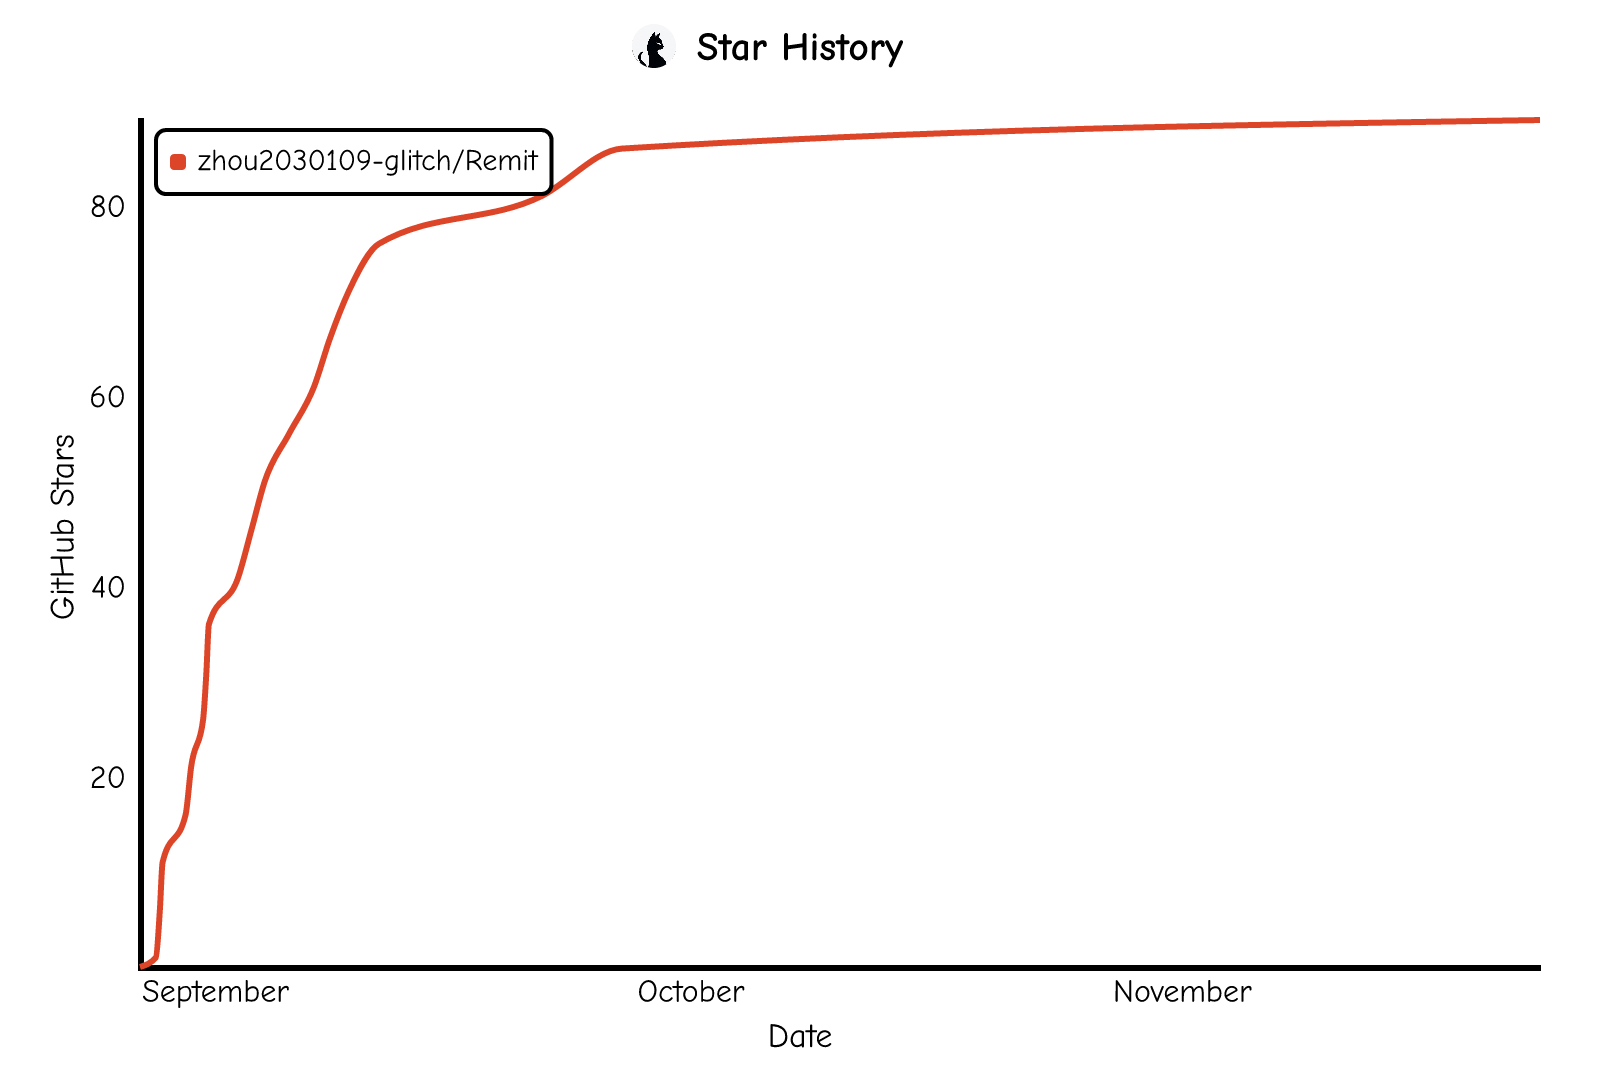 Star History
zhou2030109-glitch/Remit
80
60
40
20
GitHub Stars
September
October
November
Date